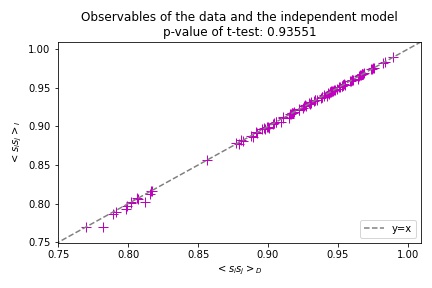 Observables of the data and the independent model
p-value of t-test: 0.93551
1.00
0.95
0.90
0.85
0.80
0.75
< s_i s_j >_I
0.75 0.80 0.85 0.90 0.95 1.00
< s_i s_j >_D
y=x